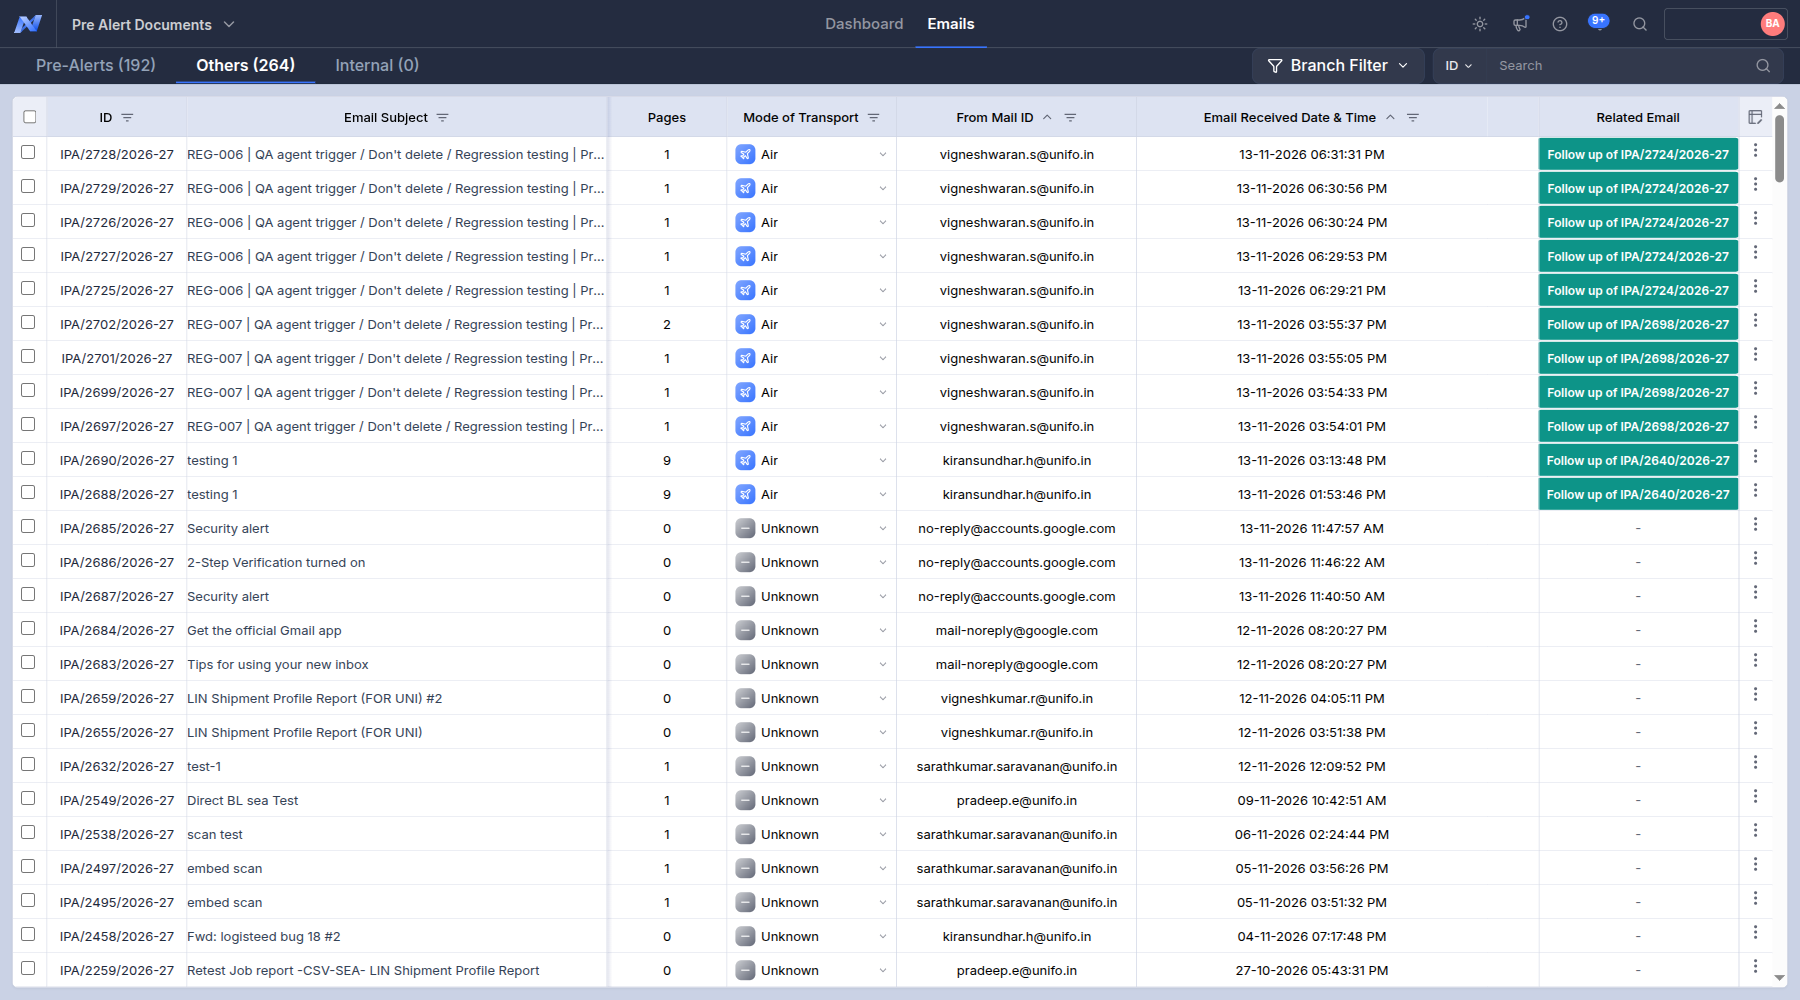 Pre Alert Documents Dashboard Emails 9+ BA
Pre-Alerts (192) Others (264) Internal (0) Branch Filter ID Search
ID Email Subject Pages Mode of Transport From Mail ID Email Received Date & Time Related Email
IPA/2728/2026-27 REG-006 | QA agent trigger / Don't delete / Regression testing | Pr... 1 Air vigneshwaran.s@unifo.in 13-11-2026 06:31:31 PM Follow up of IPA/2724/2026-27
IPA/2729/2026-27 REG-006 | QA agent trigger / Don't delete / Regression testing | Pr... 1 Air vigneshwaran.s@unifo.in 13-11-2026 06:30:56 PM Follow up of IPA/2724/2026-27
IPA/2726/2026-27 REG-006 | QA agent trigger / Don't delete / Regression testing | Pr... 1 Air vigneshwaran.s@unifo.in 13-11-2026 06:30:24 PM Follow up of IPA/2724/2026-27
IPA/2727/2026-27 REG-006 | QA agent trigger / Don't delete / Regression testing | Pr... 1 Air vigneshwaran.s@unifo.in 13-11-2026 06:29:53 PM Follow up of IPA/2724/2026-27
IPA/2725/2026-27 REG-006 | QA agent trigger / Don't delete / Regression testing | Pr... 1 Air vigneshwaran.s@unifo.in 13-11-2026 06:29:21 PM Follow up of IPA/2724/2026-27
IPA/2702/2026-27 REG-007 | QA agent trigger / Don't delete / Regression testing | Pr... 2 Air vigneshwaran.s@unifo.in 13-11-2026 03:55:37 PM Follow up of IPA/2698/2026-27
IPA/2701/2026-27 REG-007 | QA agent trigger / Don't delete / Regression testing | Pr... 1 Air vigneshwaran.s@unifo.in 13-11-2026 03:55:05 PM Follow up of IPA/2698/2026-27
IPA/2699/2026-27 REG-007 | QA agent trigger / Don't delete / Regression testing | Pr... 1 Air vigneshwaran.s@unifo.in 13-11-2026 03:54:33 PM Follow up of IPA/2698/2026-27
IPA/2697/2026-27 REG-007 | QA agent trigger / Don't delete / Regression testing | Pr... 1 Air vigneshwaran.s@unifo.in 13-11-2026 03:54:01 PM Follow up of IPA/2698/2026-27
IPA/2690/2026-27 testing 1 9 Air kiransundhar.h@unifo.in 13-11-2026 03:13:48 PM Follow up of IPA/2640/2026-27
IPA/2688/2026-27 testing 1 9 Air kiransundhar.h@unifo.in 13-11-2026 01:53:46 PM Follow up of IPA/2640/2026-27
IPA/2685/2026-27 Security alert 0 Unknown no-reply@accounts.google.com 13-11-2026 11:47:57 AM -
IPA/2686/2026-27 2-Step Verification turned on 0 Unknown no-reply@accounts.google.com 13-11-2026 11:46:22 AM -
IPA/2687/2026-27 Security alert 0 Unknown no-reply@accounts.google.com 13-11-2026 11:40:50 AM -
IPA/2684/2026-27 Get the official Gmail app 0 Unknown mail-noreply@google.com 12-11-2026 08:20:27 PM -
IPA/2683/2026-27 Tips for using your new inbox 0 Unknown mail-noreply@google.com 12-11-2026 08:20:27 PM -
IPA/2659/2026-27 LIN Shipment Profile Report (FOR UNI) #2 0 Unknown vigneshkumar.r@unifo.in 12-11-2026 04:05:11 PM -
IPA/2655/2026-27 LIN Shipment Profile Report (FOR UNI) 0 Unknown vigneshkumar.r@unifo.in 12-11-2026 03:51:38 PM -
IPA/2632/2026-27 test-1 1 Unknown sarathkumar.saravanan@unifo.in 12-11-2026 12:09:52 PM -
IPA/2549/2026-27 Direct BL sea Test 1 Unknown pradeep.e@unifo.in 09-11-2026 10:42:51 AM -
IPA/2538/2026-27 scan test 1 Unknown sarathkumar.saravanan@unifo.in 06-11-2026 02:24:44 PM -
IPA/2497/2026-27 embed scan 1 Unknown sarathkumar.saravanan@unifo.in 05-11-2026 03:56:26 PM -
IPA/2495/2026-27 embed scan 1 Unknown sarathkumar.saravanan@unifo.in 05-11-2026 03:51:32 PM -
IPA/2458/2026-27 Fwd: logisteed bug 18 #2 0 Unknown kiransundhar.h@unifo.in 04-11-2026 07:17:48 PM -
IPA/2259/2026-27 Retest Job report -CSV-SEA- LIN Shipment Profile Report 0 Unknown pradeep.e@unifo.in 27-10-2026 05:43:31 PM -